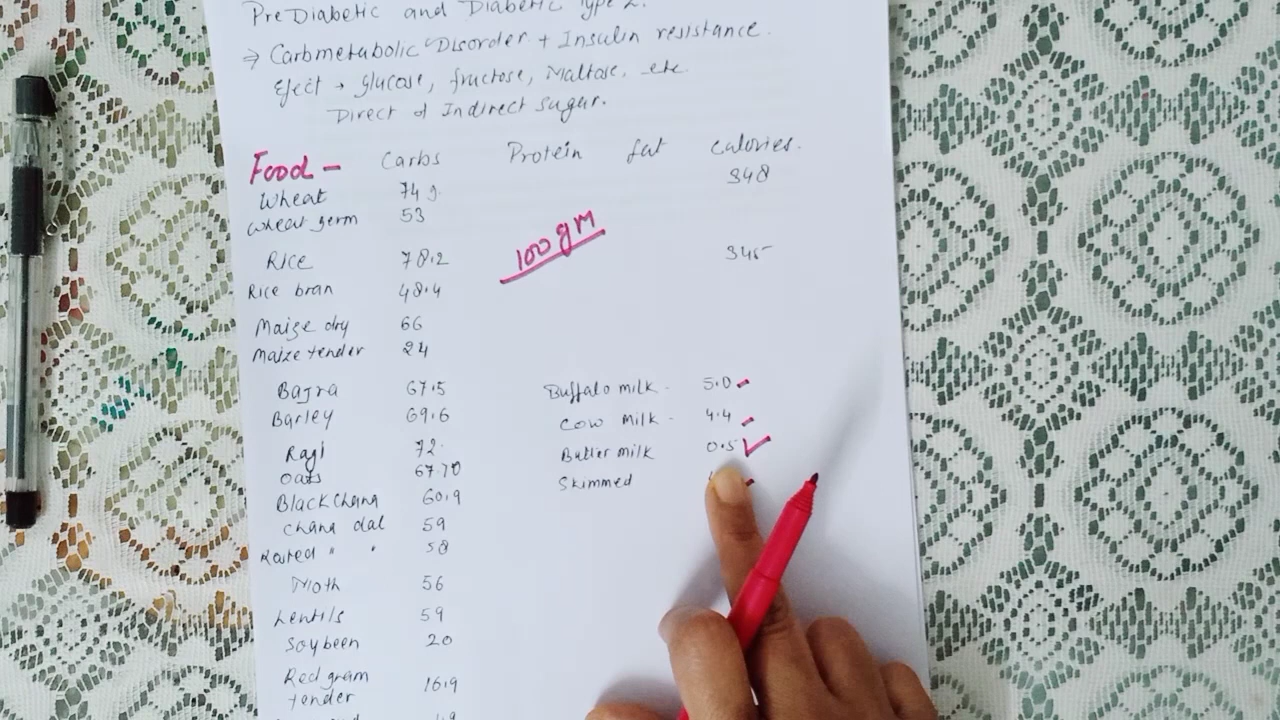 PreDiabetic and Diabetic Type 2.
⇒ Carbmetabolic Disorder + Insulin resistance.
Efect → glucose, fructose, Maltose, etc.
Direct of Indirect sugar.
Food - Carbs Protein fat Calories.
Wheat 74 g. 348
Wheat germ 53
100 gm
Rice 78.2 345
Rice bran 48.4
Maize dry 66
Maize tender 24
Bajra 67.5
Barley 69.6
Ragi 72.
Oats 67.70
Black Chana 60.9
Chana dal 59
Rosted " " 58
Moth 56
Lentils 59
Soybeen 20
Red gram
tender 16.9
Buffalo milk - 5.0
Cow milk - 4.4
Butter milk 0.5 ✓
Skimmed